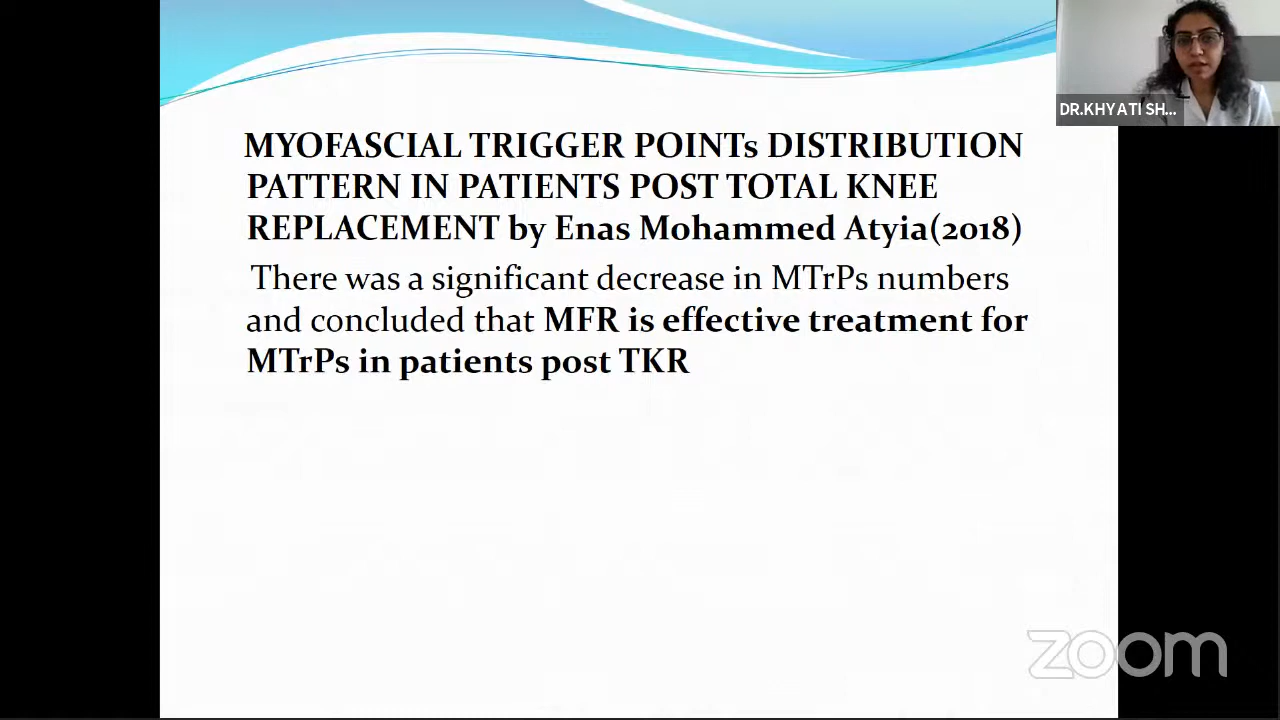 DR.KHYATI SH...
MYOFASCIAL TRIGGER POINTs DISTRIBUTION
PATTERN IN PATIENTS POST TOTAL KNEE
REPLACEMENT by Enas Mohammed Atyia(2018)
There was a significant decrease in MTrPs numbers
and concluded that MFR is effective treatment for
MTrPs in patients post TKR
zoom